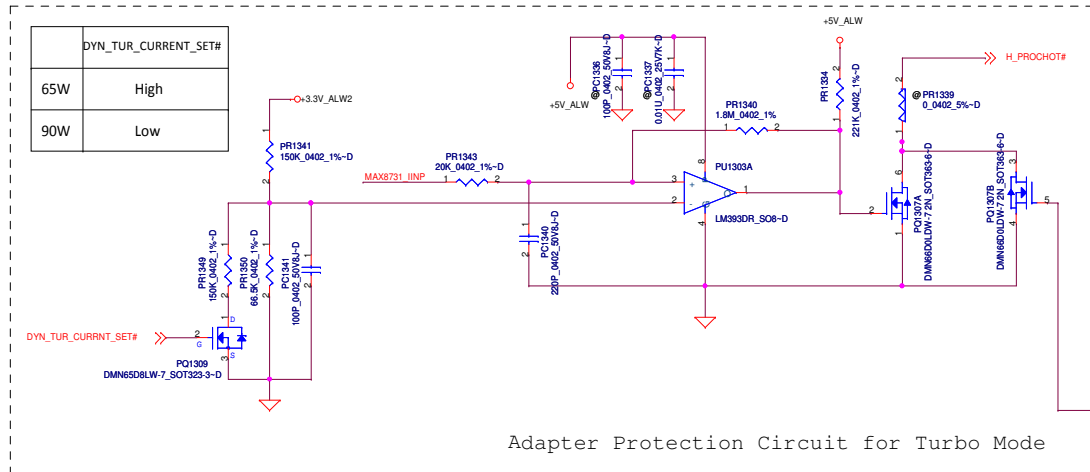 DYN_TUR_CURRENT_SET#
65W High
90W Low
+5V_ALW
H_PROCHOT#
+5V_ALW
@PC1336
100P_0402_50V8J~D
@PC1337
0.01U_0402_25V7K~D
PR1334
221K_0402_1%~D
@ PR1339
0_0402_5%~D
+3.3V_ALW2
PR1340
1.8M_0402_1%
PR1341
150K_0402_1%~D
PR1343
20K_0402_1%~D
MAX8731_IINP
PU1303A
LM393DR_SO8~D
PQ1307A
DMN66D0LDW-7 2N_SOT363-6~D
PQ1307B
DMN66D0LDW-7 2N_SOT363-6~D
PC1340
220P_0402_50V8J~D
PR1349
150K_0402_1%~D
PR1350
66.5K_0402_1%~D
PC1341
100P_0402_50V8J~D
DYN_TUR_CURRNT_SET#
D
G
S
PQ1309
DMN65D8LW-7_SOT323-3~D
Adapter Protection Circuit for Turbo Mode